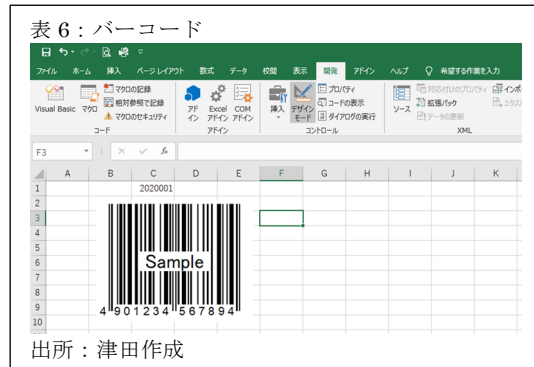 表 6：バーコード
ファイル ホーム 挿入 ページ レイアウト 数式 データ 校閲 表示 開発 アドイン ヘルプ 希望する作業を入力
Visual Basic マクロ マクロの記録 相対参照で記録 マクロのセキュリティ
アドイン Excel アドイン COM アドイン
挿入 デザインモード プロパティ コードの表示 ダイアログの実行
ソース 対応付けのプロパティ 拡張パック データの更新 インポ エクス
コード アドイン コントロール XML
F3 fx
A B C D E F G H I J K
1 2020001
2
3
4
5
6 Sample
7
8
9 4 901234 567894
10
出所：津田作成